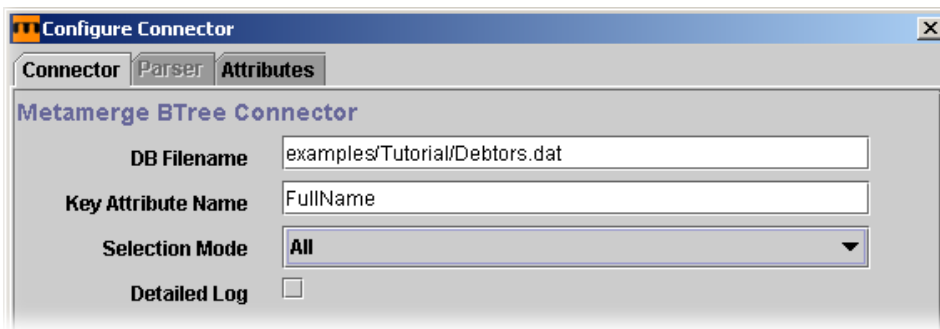 Configure Connector
Connector Parser Attributes
Metamerge BTree Connector
DB Filename examples/Tutorial/Debtors.dat
Key Attribute Name FullName
Selection Mode All
Detailed Log